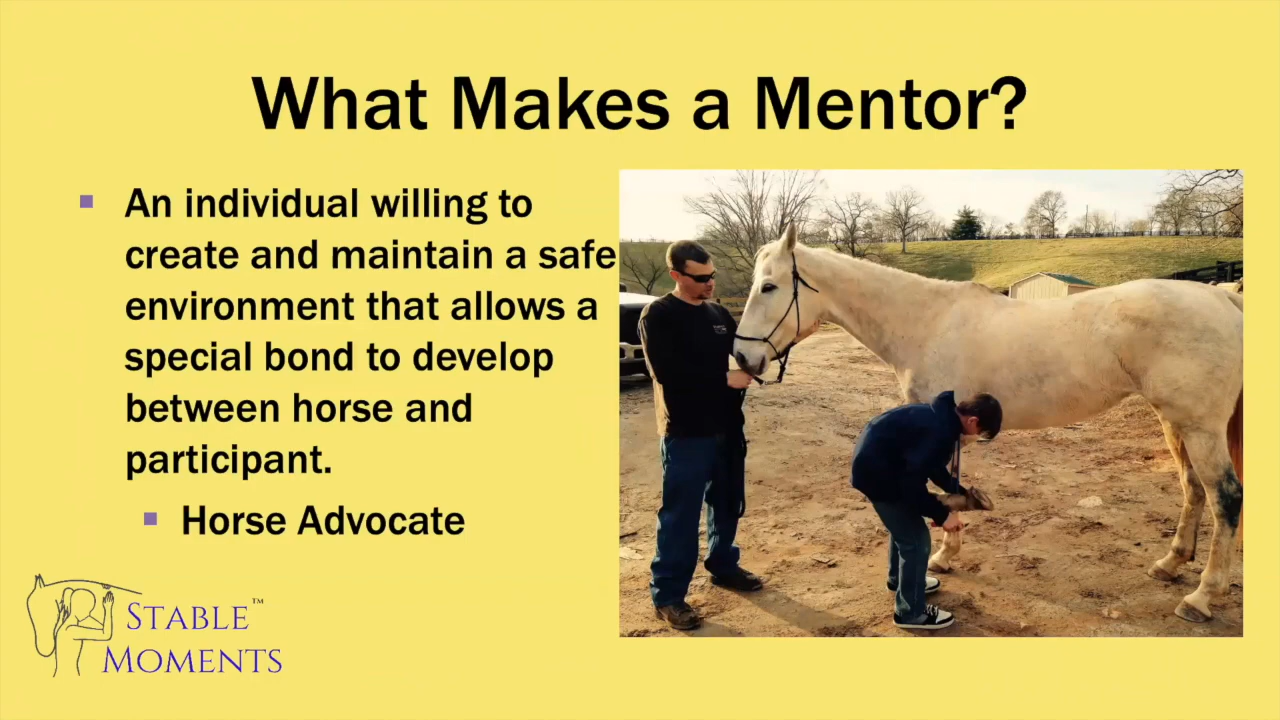 What Makes a Mentor?
An individual willing to
create and maintain a safe
environment that allows a
special bond to develop
between horse and
participant.
Horse Advocate
STABLE™
MOMENTS